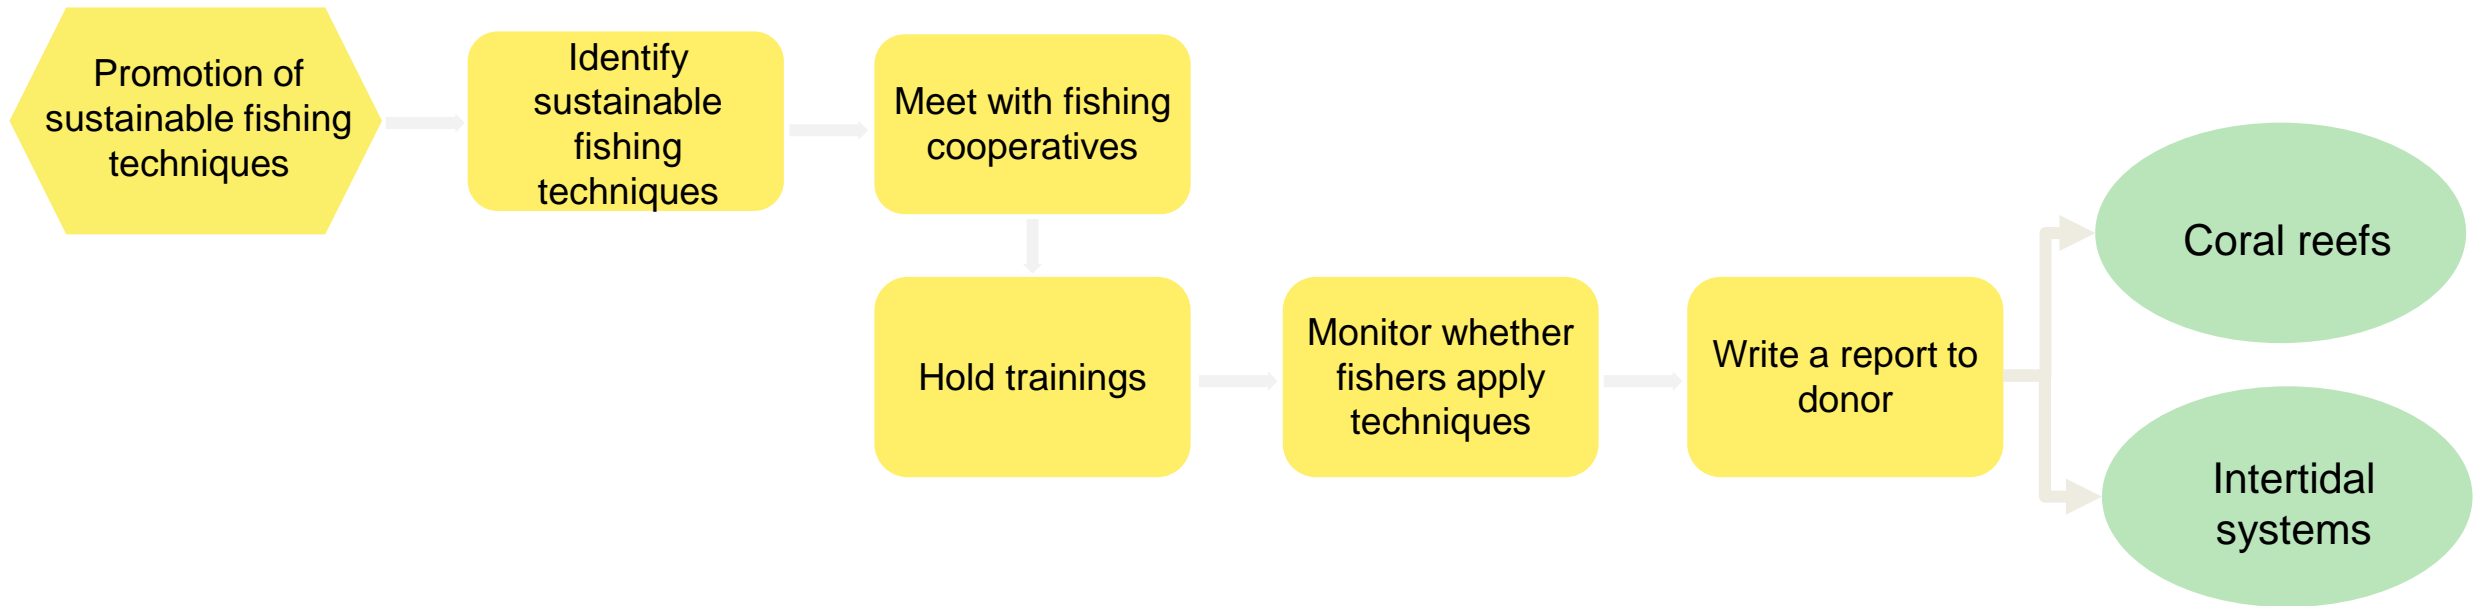 Promotion of
sustainable fishing
techniques
Identify
sustainable
fishing
techniques
Meet with fishing
cooperatives
Hold trainings
Monitor whether
fishers apply
techniques
Write a report to
donor
Coral reefs
Intertidal
systems